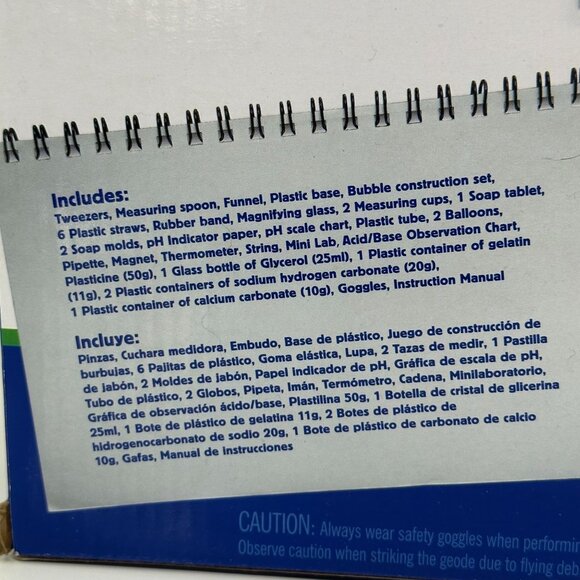 Includes:
Tweezers, Measuring spoon, Funnel, Plastic base, Bubble construction set,
6 Plastic straws, Rubber band, Magnifying glass, 2 Measuring cups, 1 Soap tablet,
2 Soap molds, pH Indicator paper, pH scale chart, Plastic tube, 2 Balloons,
Pipette, Magnet, Thermometer, String, Mini Lab, Acid/Base Observation Chart,
Plasticine (50g), 1 Glass bottle of Glycerol (25ml), 1 Plastic container of gelatin
(11g), 2 Plastic containers of sodium hydrogen carbonate (20g),
1 Plastic container of calcium carbonate (10g), Goggles, Instruction Manual
Incluye:
Pinzas, Cuchara medidora, Embudo, Base de plástico, Juego de construcción de
burbujas, 6 Pajitas de plástico, Goma elástica, Lupa, 2 Tazas de medir, 1 Pastilla
de jabón, 2 Moldes de jabón, Papel Indicador de pH, Gráfica de escala de pH,
Tubo de plástico, 2 Globos, Pipeta, Imán, Termómetro, Cadena, Minilaboratorio,
Gráfica de observación ácido/base, Plastilina 50g, 1 Botella de cristal de glicerina
25ml, 1 Bote de plástico de gelatina 11g, 2 Botes de plástico de
hidrogenocarbonato de sodio 20g, 1 Bote de plástico de carbonato de calcio
10g, Gafas, Manual de Instrucciones
CAUTION: Always wear safety goggles when performin
Observe caution when striking the geode due to flying deb